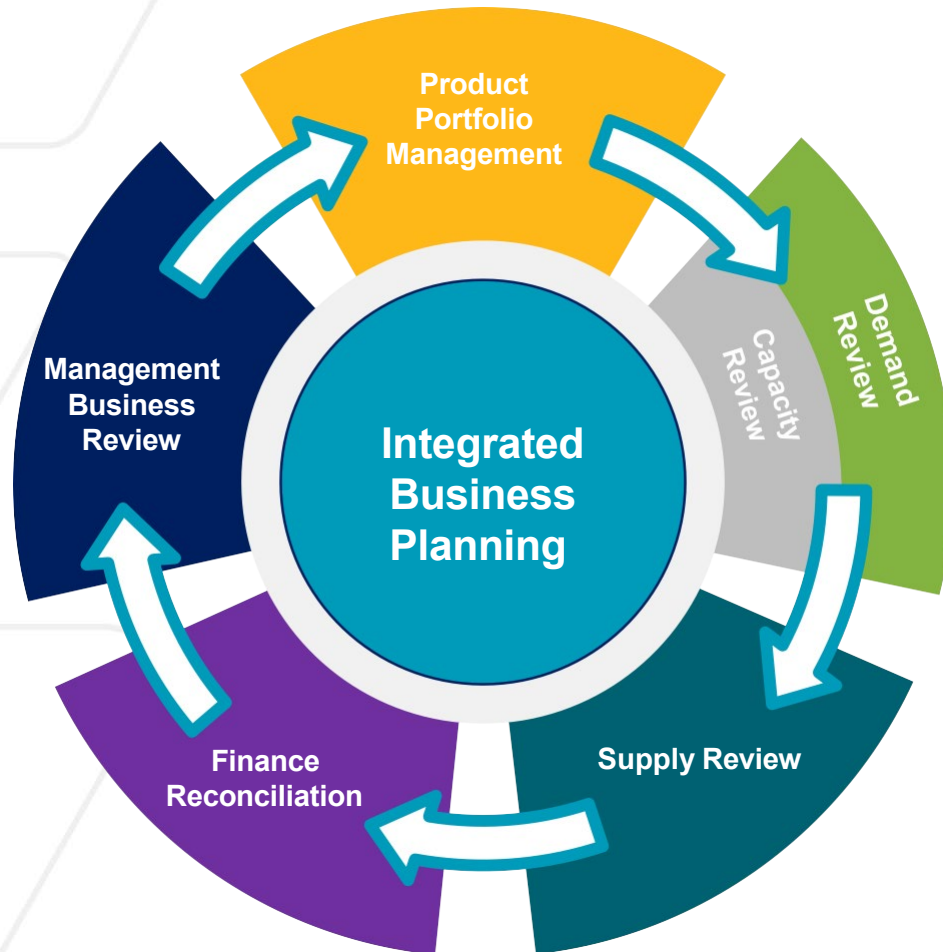 Product
Portfolio
Management
Demand
Review
Capacity
Review
Management
Business
Review
Integrated
Business
Planning
Supply Review
Finance
Reconciliation